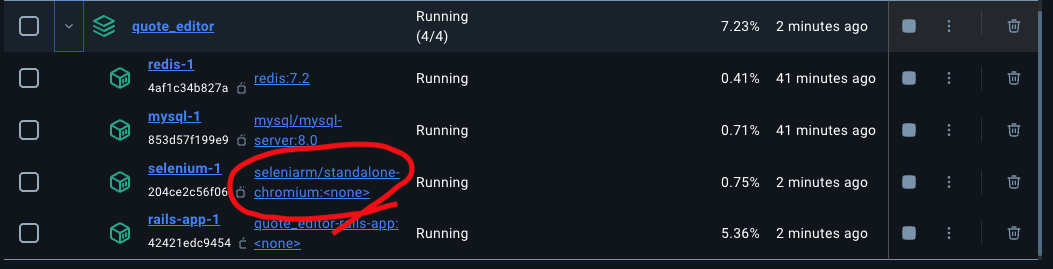 quote_editor Running 7.23% 2 minutes ago
(4/4)
redis-1 redis:7.2 Running 0.41% 41 minutes ago
4af1c34b827a
mysql-1 mysql/mysql- Running 0.71% 41 minutes ago
853d57f199e9 server:8.0
selenium-1 seleniarm/standalone- Running 0.75% 2 minutes ago
204ce2c56f06 chromium:<none>
rails-app-1 quote_editor-rails-app: Running 5.36% 2 minutes ago
42421edc9454 <none>